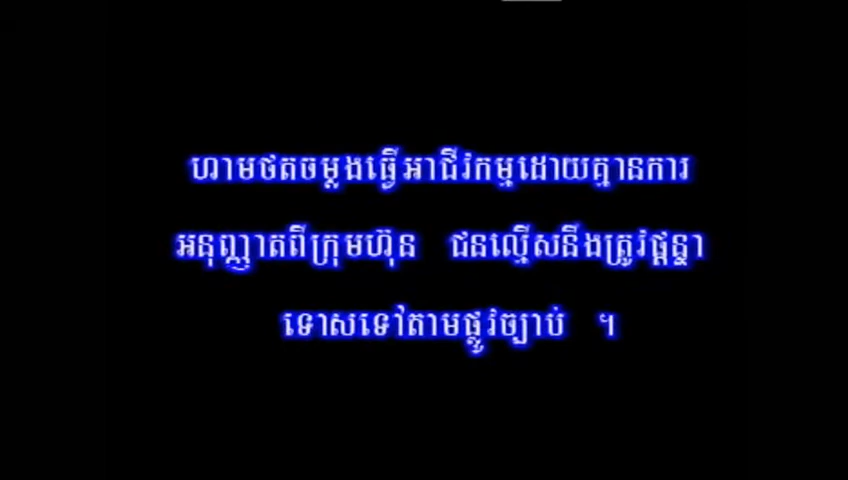 ហាមថតចម្លងធ្វើអាជីវកម្មដោយគ្មានការ
អនុញ្ញាតពីក្រុមហ៊ុន ជនល្មើសនឹងត្រូវផ្តន្ទា
ទោសទៅតាមផ្លូវច្បាប់ ។